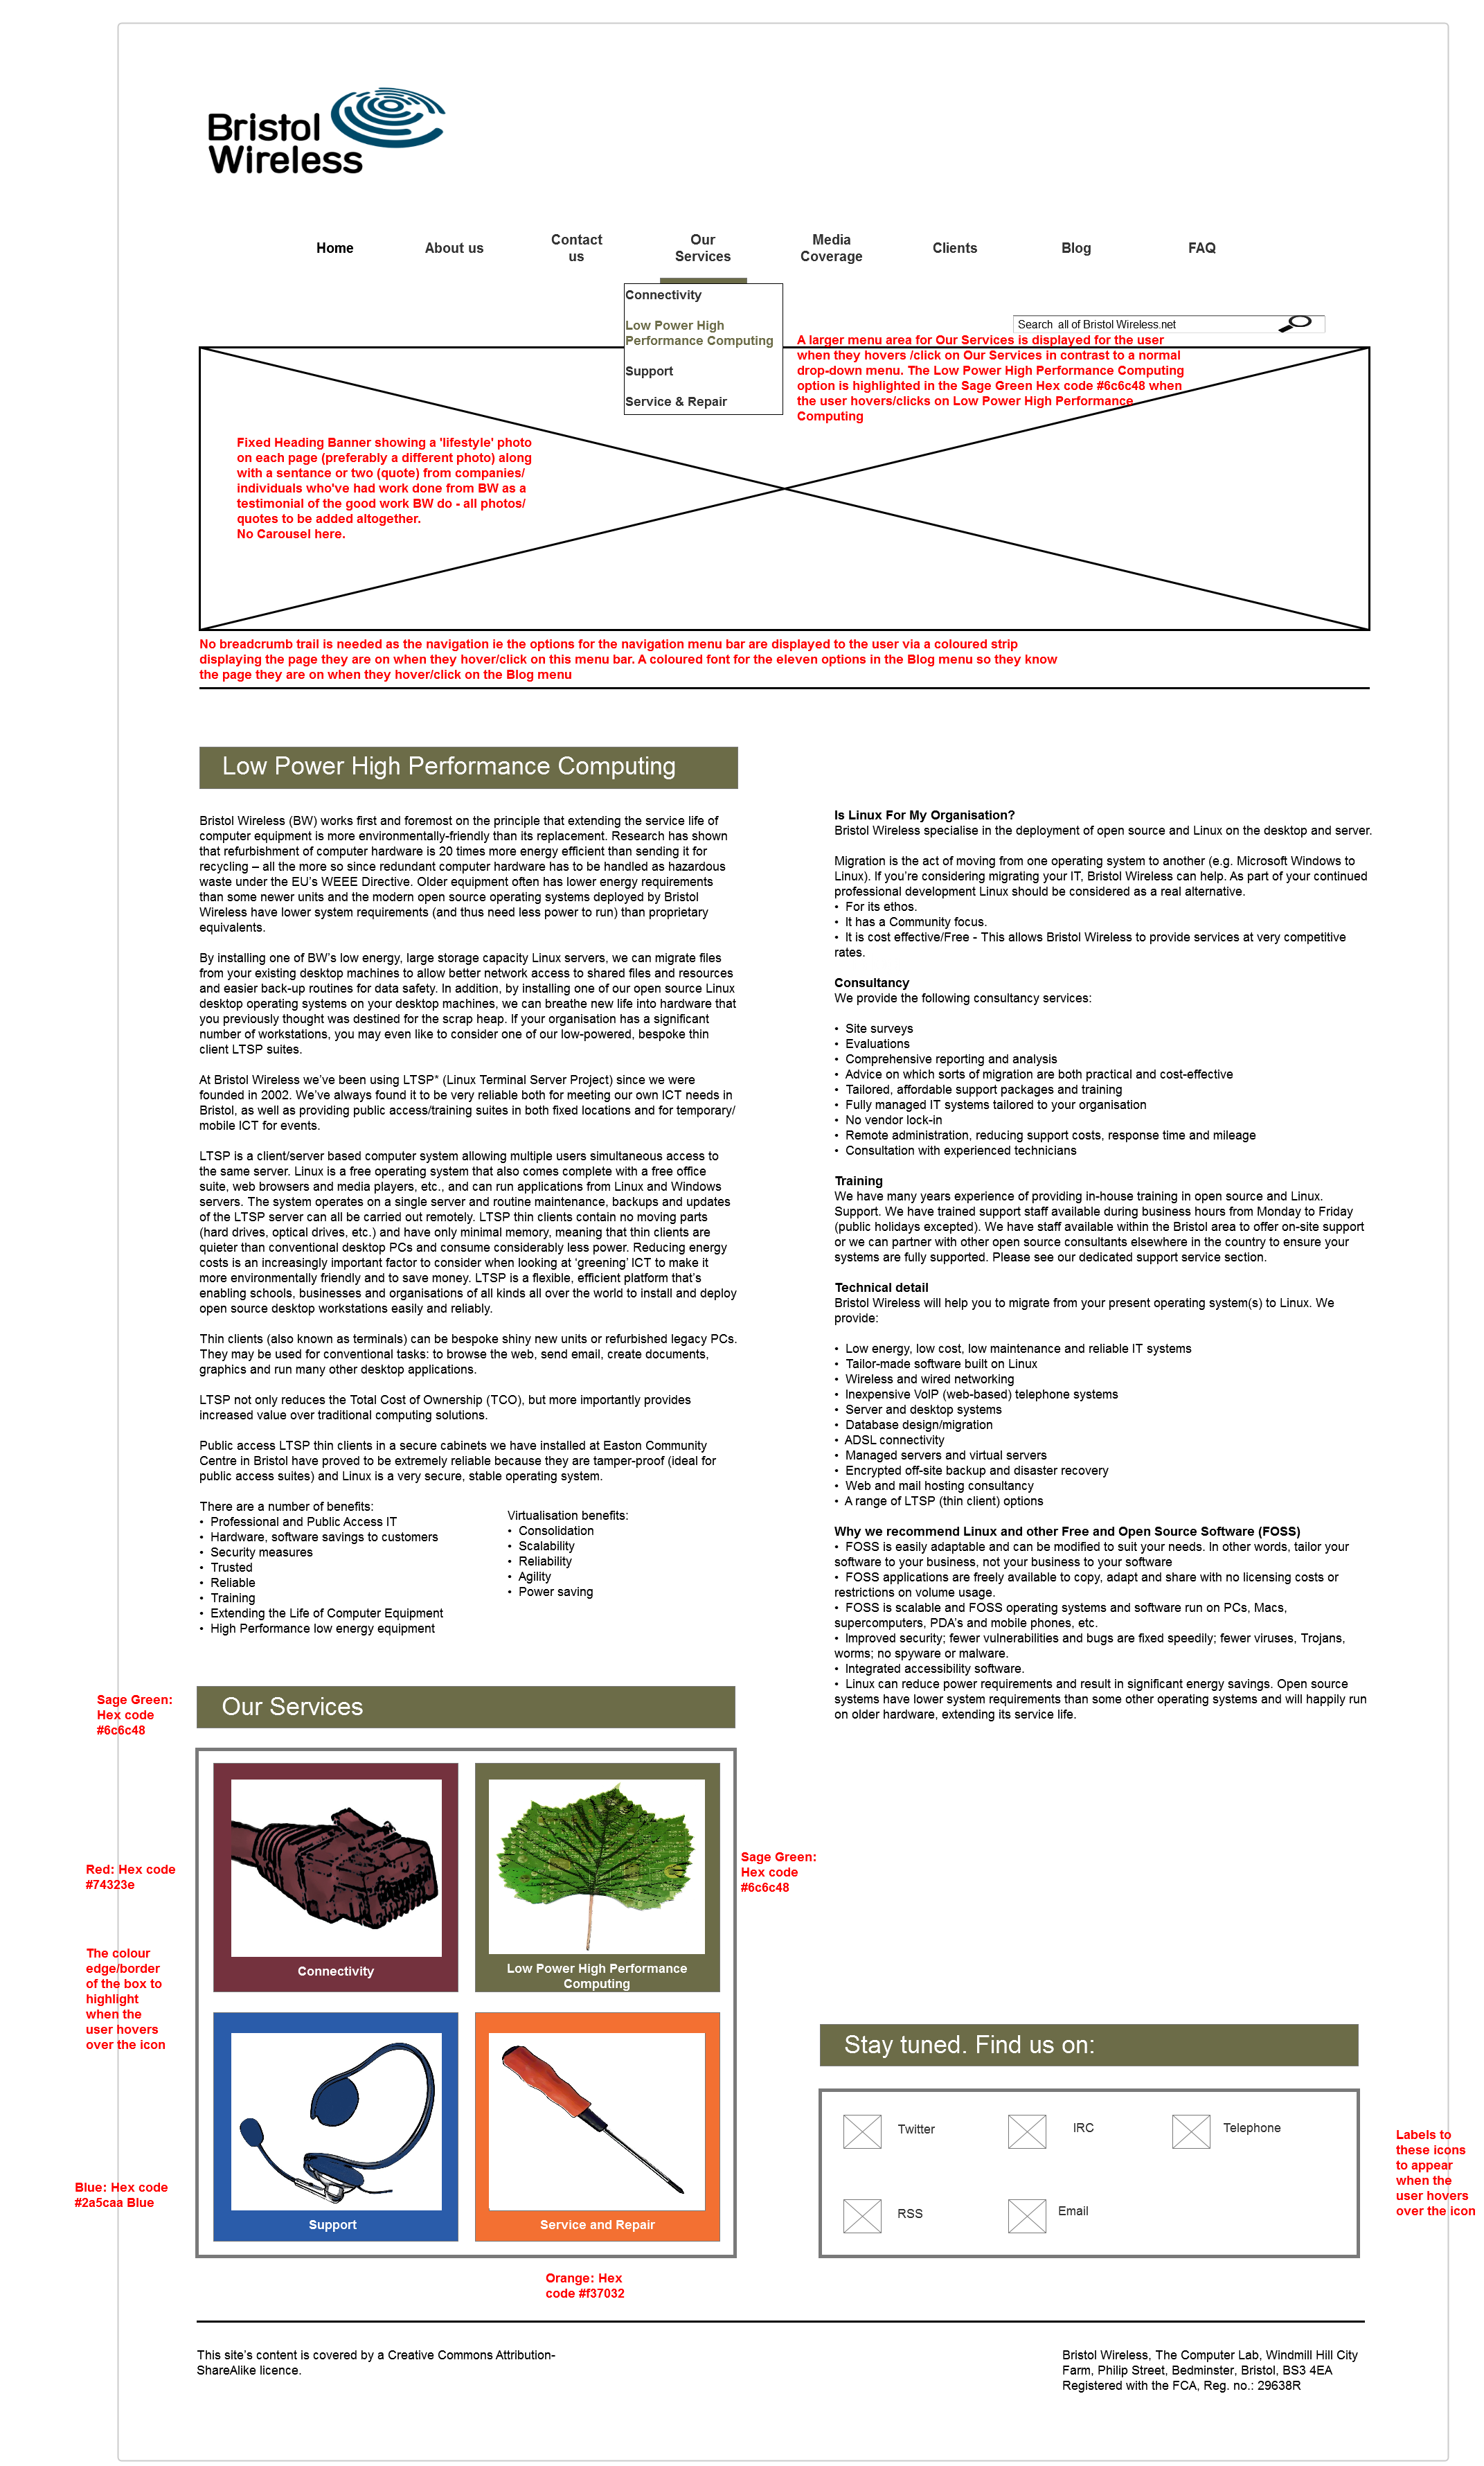 Bristol
Wireless
Home
About us
Contact
us
Our
Services
Media
Coverage
Clients
Blog
FAQ
Connectivity
Low Power High
Performance Computing
Support
Service & Repair
Search  all of Bristol Wireless.net
A larger menu area for Our Services is displayed for the user
when they hovers /click on Our Services in contrast to a normal
drop-down menu. The Low Power High Performance Computing
option is highlighted in the Sage Green Hex code #6c6c48 when
the user hovers/clicks on Low Power High Performance
Computing
Fixed Heading Banner showing a 'lifestyle' photo
on each page (preferably a different photo) along
with a sentance or two (quote) from companies/
individuals who've had work done from BW as a
testimonial of the good work BW do - all photos/
quotes to be added altogether.
No Carousel here.
No breadcrumb trail is needed as the navigation ie the options for the navigation menu bar are displayed to the user via a coloured strip
displaying the page they are on when they hover/click on this menu bar. A coloured font for the eleven options in the Blog menu so they know
the page they are on when they hover/click on the Blog menu
Low Power High Performance Computing
Bristol Wireless (BW) works first and foremost on the principle that extending the service life of
computer equipment is more environmentally-friendly than its replacement. Research has shown
that refurbishment of computer hardware is 20 times more energy efficient than sending it for
recycling – all the more so since redundant computer hardware has to be handled as hazardous
waste under the EU’s WEEE Directive. Older equipment often has lower energy requirements
than some newer units and the modern open source operating systems deployed by Bristol
Wireless have lower system requirements (and thus need less power to run) than proprietary
equivalents.
By installing one of BW’s low energy, large storage capacity Linux servers, we can migrate files
from your existing desktop machines to allow better network access to shared files and resources
and easier back-up routines for data safety. In addition, by installing one of our open source Linux
desktop operating systems on your desktop machines, we can breathe new life into hardware that
you previously thought was destined for the scrap heap. If your organisation has a significant
number of workstations, you may even like to consider one of our low-powered, bespoke thin
client LTSP suites.
At Bristol Wireless we’ve been using LTSP* (Linux Terminal Server Project) since we were
founded in 2002. We’ve always found it to be very reliable both for meeting our own ICT needs in
Bristol, as well as providing public access/training suites in both fixed locations and for temporary/
mobile ICT for events.
LTSP is a client/server based computer system allowing multiple users simultaneous access to
the same server. Linux is a free operating system that also comes complete with a free office
suite, web browsers and media players, etc., and can run applications from Linux and Windows
servers. The system operates on a single server and routine maintenance, backups and updates
of the LTSP server can all be carried out remotely. LTSP thin clients contain no moving parts
(hard drives, optical drives, etc.) and have only minimal memory, meaning that thin clients are
quieter than conventional desktop PCs and consume considerably less power. Reducing energy
costs is an increasingly important factor to consider when looking at ‘greening’ ICT to make it
more environmentally friendly and to save money. LTSP is a flexible, efficient platform that’s
enabling schools, businesses and organisations of all kinds all over the world to install and deploy
open source desktop workstations easily and reliably.
Thin clients (also known as terminals) can be bespoke shiny new units or refurbished legacy PCs.
They may be used for conventional tasks: to browse the web, send email, create documents,
graphics and run many other desktop applications.
LTSP not only reduces the Total Cost of Ownership (TCO), but more importantly provides
increased value over traditional computing solutions.
Public access LTSP thin clients in a secure cabinets we have installed at Easton Community
Centre in Bristol have proved to be extremely reliable because they are tamper-proof (ideal for
public access suites) and Linux is a very secure, stable operating system.
There are a number of benefits:
• Professional and Public Access IT
• Hardware, software savings to customers
• Security measures
• Trusted
• Reliable
• Training
• Extending the Life of Computer Equipment
• High Performance low energy equipment
Virtualisation benefits:
• Consolidation
• Scalability
• Reliability
• Agility
• Power saving
Is Linux For My Organisation?
Bristol Wireless specialise in the deployment of open source and Linux on the desktop and server.
Migration is the act of moving from one operating system to another (e.g. Microsoft Windows to
Linux). If you’re considering migrating your IT, Bristol Wireless can help. As part of your continued
professional development Linux should be considered as a real alternative.
• For its ethos.
• It has a Community focus.
• It is cost effective/Free - This allows Bristol Wireless to provide services at very competitive
rates.
Consultancy
We provide the following consultancy services:
• Site surveys
• Evaluations
• Comprehensive reporting and analysis
• Advice on which sorts of migration are both practical and cost-effective
• Tailored, affordable support packages and training
• Fully managed IT systems tailored to your organisation
• No vendor lock-in
• Remote administration, reducing support costs, response time and mileage
• Consultation with experienced technicians
Training
We have many years experience of providing in-house training in open source and Linux.
Support. We have trained support staff available during business hours from Monday to Friday
(public holidays excepted). We have staff available within the Bristol area to offer on-site support
or we can partner with other open source consultants elsewhere in the country to ensure your
systems are fully supported. Please see our dedicated support service section.
Technical detail
Bristol Wireless will help you to migrate from your present operating system(s) to Linux. We
provide:
• Low energy, low cost, low maintenance and reliable IT systems
• Tailor-made software built on Linux
• Wireless and wired networking
• Inexpensive VoIP (web-based) telephone systems
• Server and desktop systems
• Database design/migration
• ADSL connectivity
• Managed servers and virtual servers
• Encrypted off-site backup and disaster recovery
• Web and mail hosting consultancy
• A range of LTSP (thin client) options
Why we recommend Linux and other Free and Open Source Software (FOSS)
• FOSS is easily adaptable and can be modified to suit your needs. In other words, tailor your
software to your business, not your business to your software
• FOSS applications are freely available to copy, adapt and share with no licensing costs or
restrictions on volume usage.
• FOSS is scalable and FOSS operating systems and software run on PCs, Macs,
supercomputers, PDA’s and mobile phones, etc.
• Improved security; fewer vulnerabilities and bugs are fixed speedily; fewer viruses, Trojans,
worms; no spyware or malware.
• Integrated accessibility software.
• Linux can reduce power requirements and result in significant energy savings. Open source
systems have lower system requirements than some other operating systems and will happily run
on older hardware, extending its service life.
Sage Green:
Hex code
#6c6c48
Our Services
Red: Hex code
#74323e
The colour
edge/border
of the box to
highlight
when the
user hovers
over the icon
Blue: Hex code
#2a5caa Blue
Connectivity
Low Power High Performance
Computing
Sage Green:
Hex code
#6c6c48
Support
Service and Repair
Orange: Hex
code #f37032
Stay tuned. Find us on:
Twitter
IRC
Telephone
RSS
Email
Labels to
these icons
to appear
when the
user hovers
over the icon
This site’s content is covered by a Creative Commons Attribution-
ShareAlike licence.
Bristol Wireless, The Computer Lab, Windmill Hill City
Farm, Philip Street, Bedminster, Bristol, BS3 4EA
Registered with the FCA, Reg. no.: 29638R